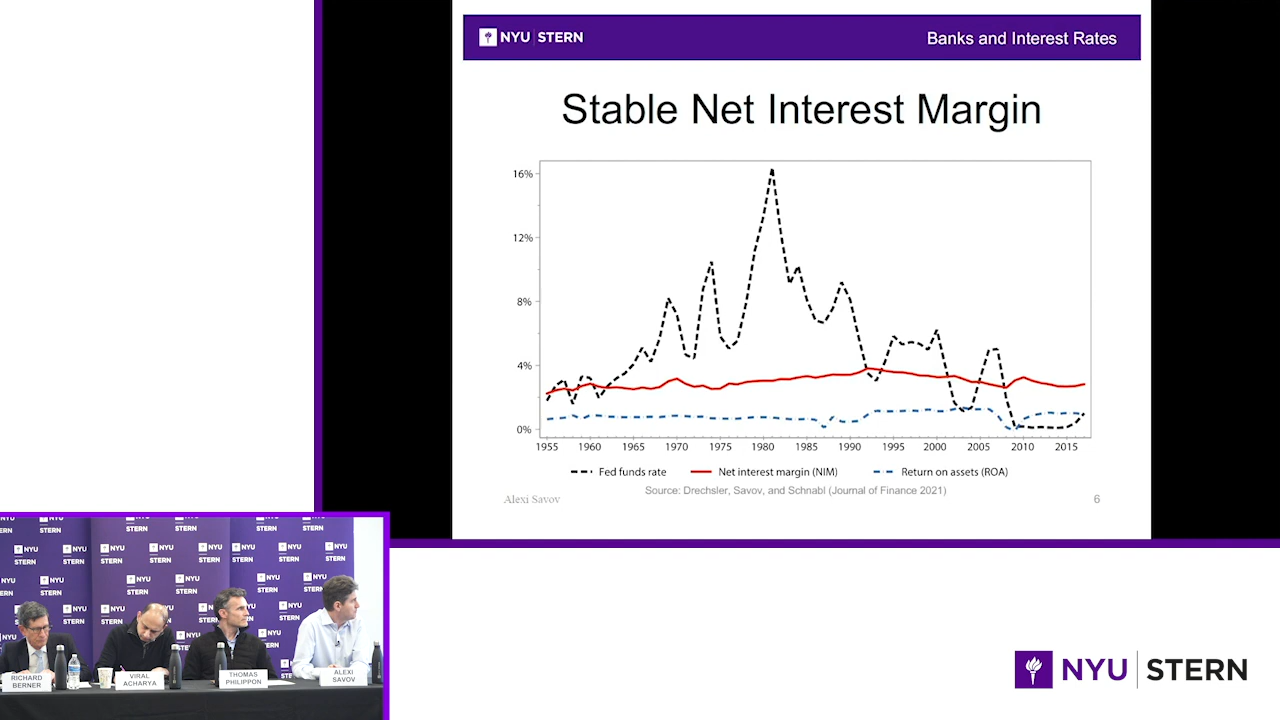 NYU STERN
Banks and Interest Rates
Stable Net Interest Margin
16%
12%
8%
4%
0%
1955 1960 1965 1970 1975 1980 1985 1990 1995 2000 2005 2010 2015
Fed funds rate Net interest margin (NIM) Return on assets (ROA)
Source: Drechsler, Savov, and Schnabl (Journal of Finance 2021)
Alexi Savov
6
NYU
STERN
RICHARD
BERNER
VIRAL
ACHARYA
THOMAS
PHILIPPON
ALEXI
SAVOV
NYU STERN